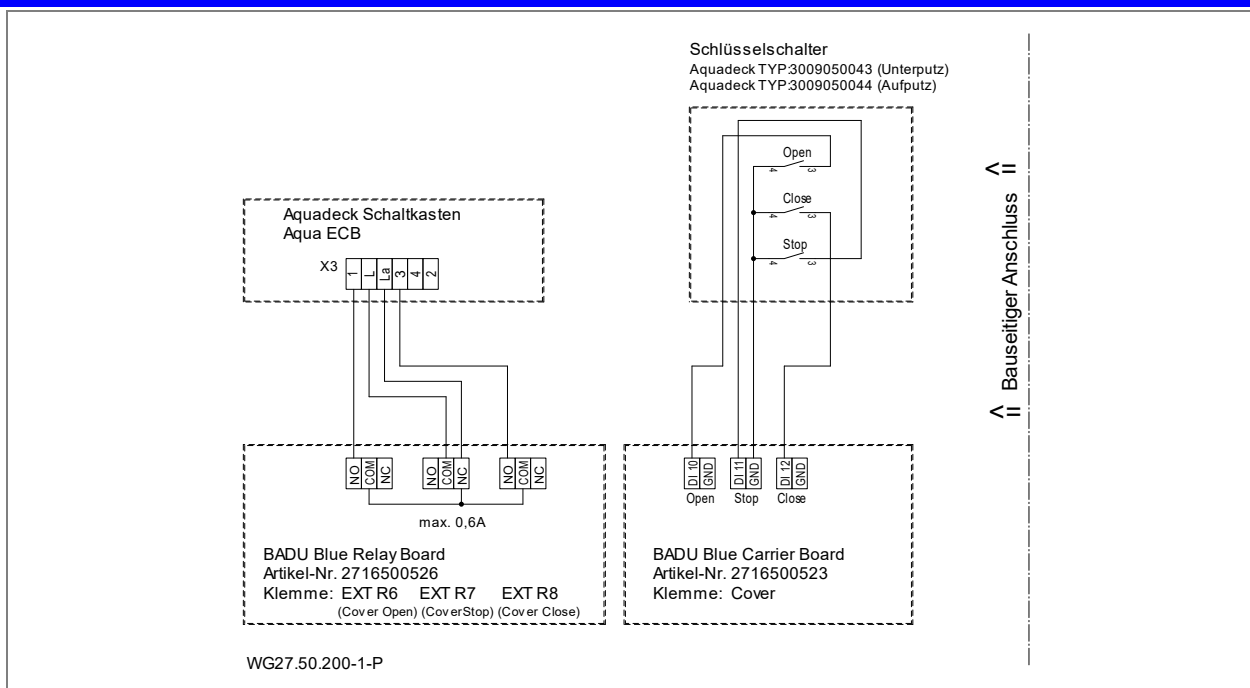 Schlüsselschalter
Aquadeck TYP:3009050043 (Unterputz)
Aquadeck TYP:3009050044 (Aufputz)
Open
4 3
Close
4 3
Stop
4 3
Aquadeck Schaltkasten
Aqua ECB
X3
1 L La 3 4 2
<= Bauseitiger Anschluss <=
NO COM NC NO COM NC NO COM NC
max. 0,6A
DI 10 GND DI 11 GND DI 12 GND
Open Stop Close
BADU Blue Relay Board
Artikel-Nr. 2716500526
Klemme: EXT R6 EXT R7 EXT R8
(Cover Open) (CoverStop) (Cover Close)
BADU Blue Carrier Board
Artikel-Nr. 2716500523
Klemme: Cover
WG27.50.200-1-P